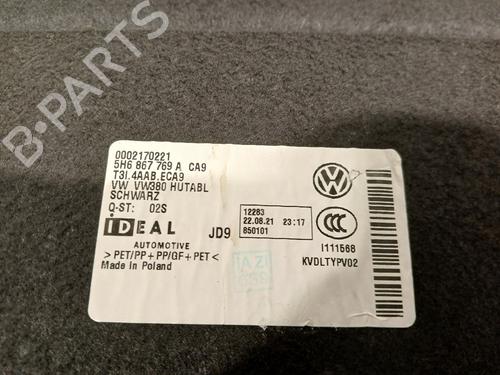 0002170221
5H6 867 769 A CA9
T3I.4AAB.ECA9
VW VW380 HUTABL
SCHWARZ
Q-ST: 02S
IDEAL
AUTOMOTIVE
JD9
12283
22.08.21 23:17
850101
I111568
KVDLTYPV02
> PET/PP + PP/GF + PET <
Made in Poland
B-PARTS